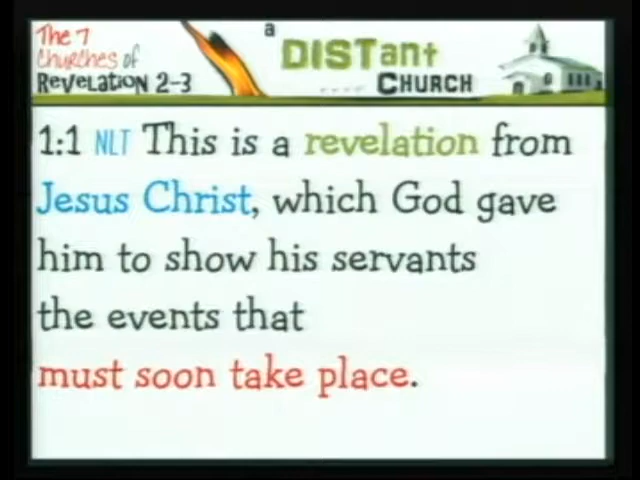 The 7
Churches of
Revelation 2-3
a
DISTant
.... Church
1:1 NLT This is a revelation from
Jesus Christ, which God gave
him to show his servants
the events that
must soon take place.